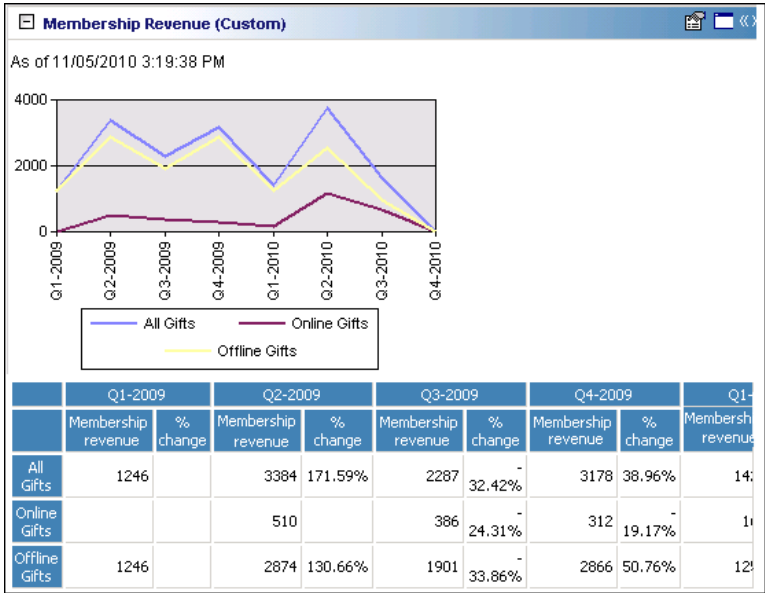 Membership Revenue (Custom)
As of 11/05/2010 3:19:38 PM
4000
2000
0
Q1-2009
Q2-2009
Q3-2009
Q4-2009
Q1-2010
Q2-2010
Q3-2010
Q4-2010
All Gifts
Online Gifts
Offline Gifts
Q1-2009 Q2-2009 Q3-2009 Q4-2009 Q1-
Membership revenue % change Membership revenue % change Membership revenue % change Membership revenue % change Membersh revenue
All Gifts 1246 3384 171.59% 2287 -32.42% 3178 38.96%
Online Gifts 510 386 -24.31% 312 -19.17%
Offline Gifts 1246 2874 130.66% 1901 -33.86% 2866 50.76%